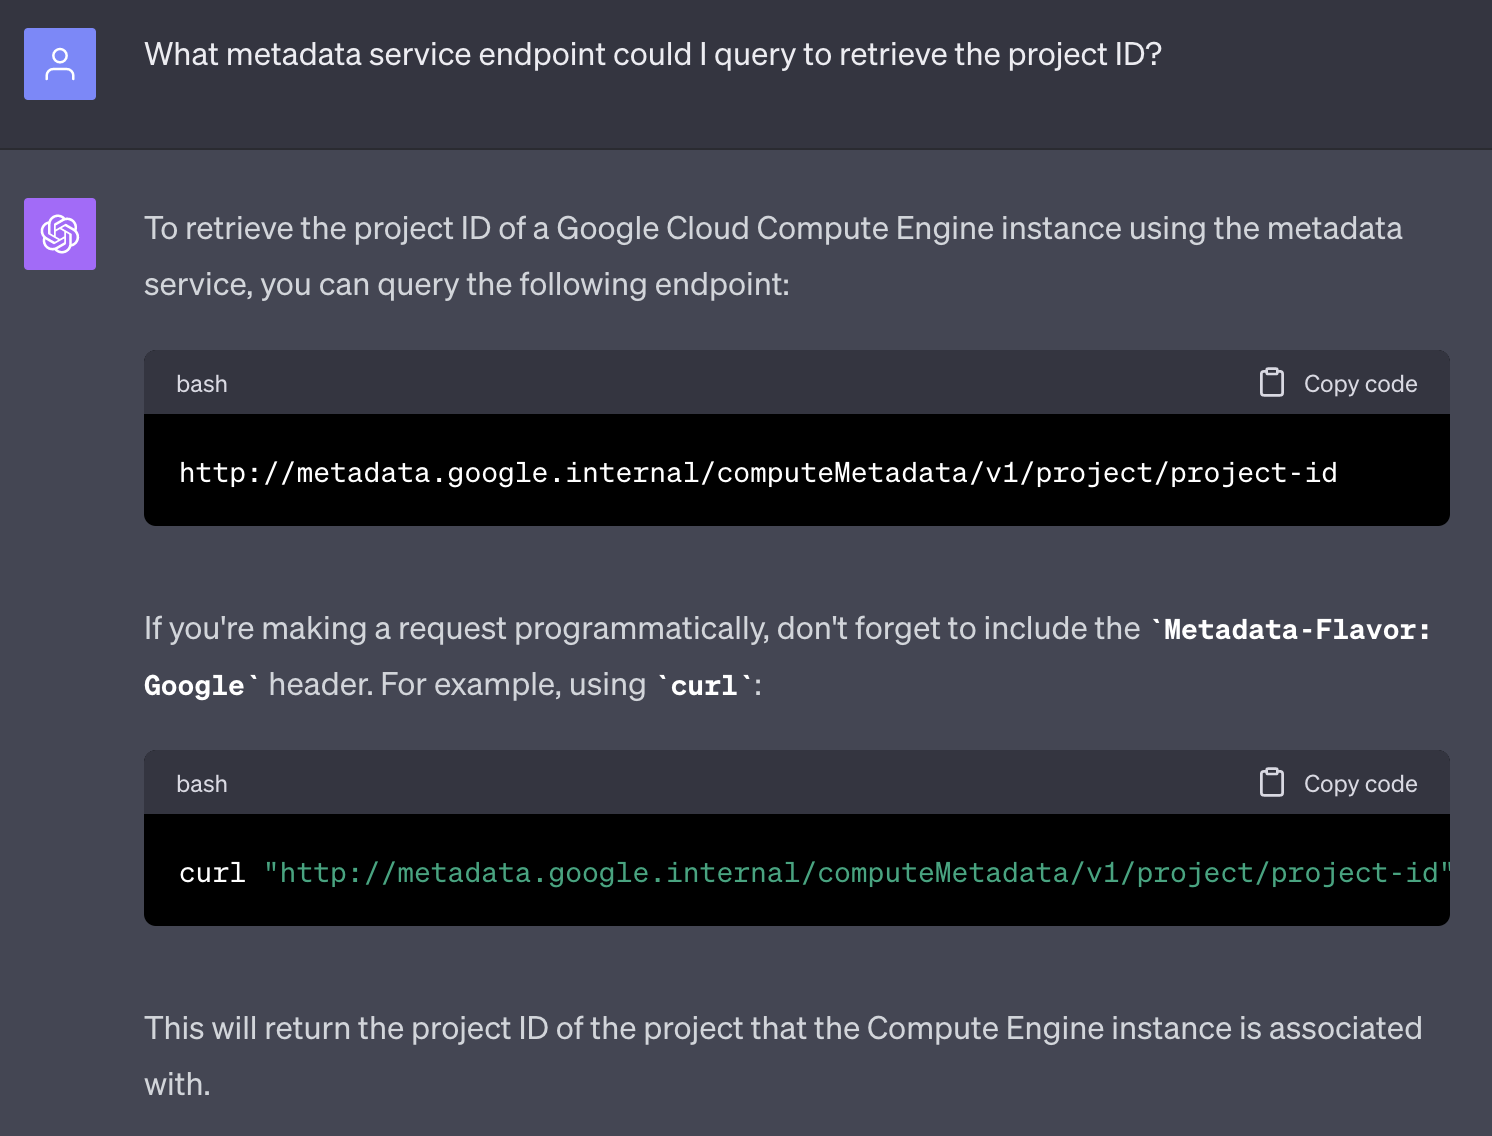 What metadata service endpoint could I query to retrieve the project ID?
To retrieve the project ID of a Google Cloud Compute Engine instance using the metadata
service, you can query the following endpoint:
bash Copy code
http://metadata.google.internal/computeMetadata/v1/project/project-id
If you're making a request programmatically, don't forget to include the `Metadata-Flavor:
Google` header. For example, using `curl`:
bash Copy code
curl "http://metadata.google.internal/computeMetadata/v1/project/project-id"
This will return the project ID of the project that the Compute Engine instance is associated
with.